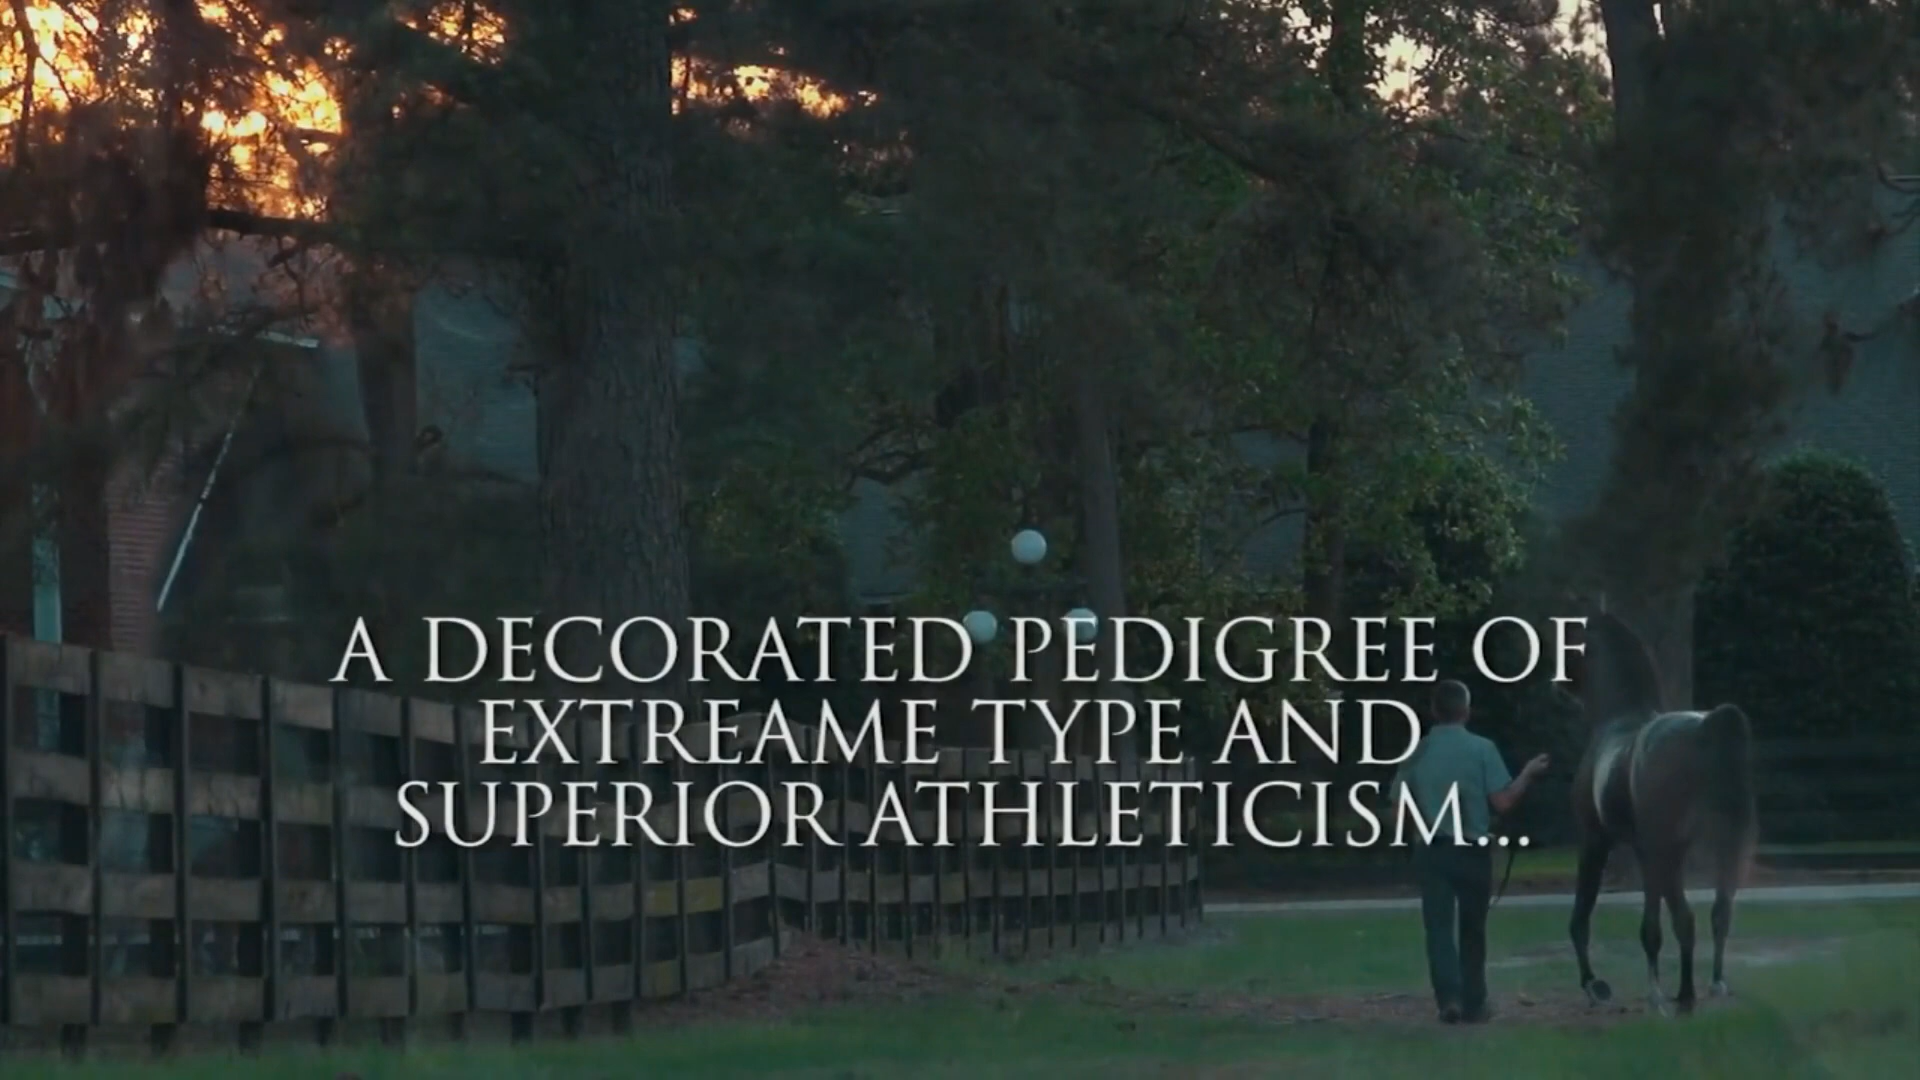 A DECORATED PEDIGREE OF
EXTREAME TYPE AND
SUPERIOR ATHLETICISM...